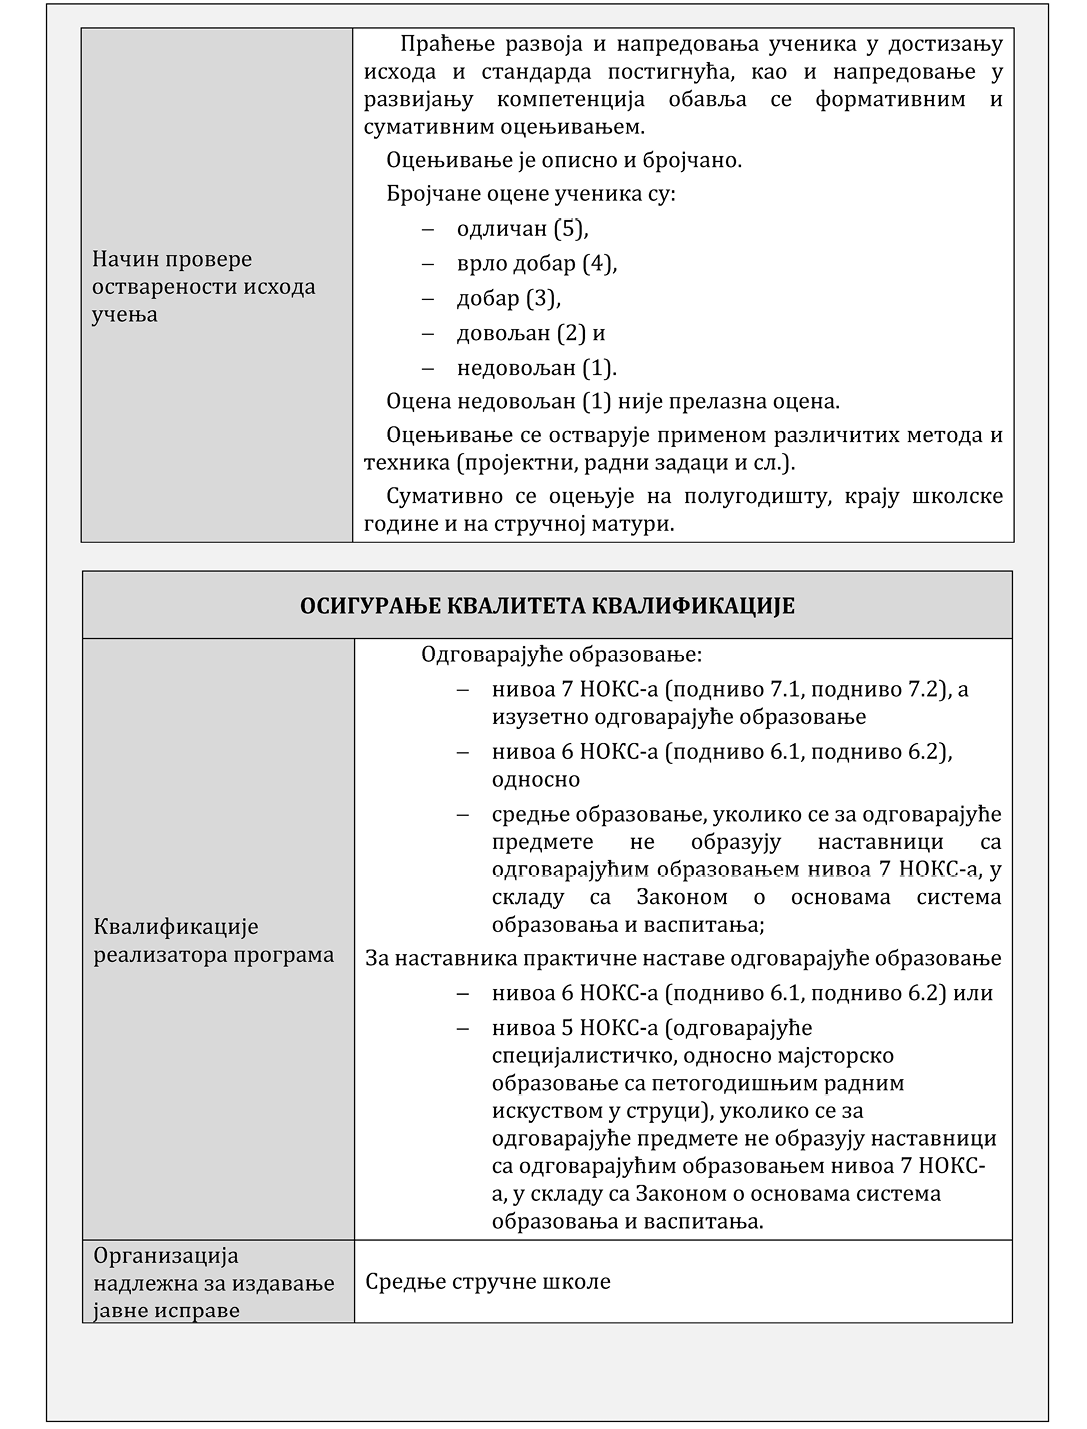 Праћење развоја и напредовања ученика у достизању
исхода и стандарда постигнућа, као и напредовање у
развијању компетенција обавља се формативним и
сумативним оцењивањем.
Оцењивање је описно и бројчано.
Бројчане оцене ученика су:
– одличан (5),
– врло добар (4),
– добар (3),
– довољан (2) и
– недовољан (1).
Оцена недовољан (1) није прелазна оцена.
Оцењивање се остварује применом различитих метода и
техника (пројектни, радни задаци и сл.).
Сумативно се оцењује на полугодишту, крају школске
године и на стручној матури.
Начин провере
остварености исхода
учења
ОСИГУРАЊЕ КВАЛИТЕТА КВАЛИФИКАЦИЈЕ
Квалификације
реализатора програма
Одговарајуће образовање:
– нивоа 7 НОКС-а (подниво 7.1, подниво 7.2), а
изузетно одговарајуће образовање
– нивоа 6 НОКС-а (подниво 6.1, подниво 6.2),
односно
– средње образовање, уколико се за одговарајуће
предмете не образују наставници са
одговарајућим образовањем нивоа 7 НОКС-а, у
складу са Законом о основама система
образовања и васпитања;
За наставника практичне наставе одговарајуће образовање
– нивоа 6 НОКС-а (подниво 6.1, подниво 6.2) или
– нивоа 5 НОКС-а (одговарајуће
специјалистичко, односно мајсторско
образовање са петогодишњим радним
искуством у струци), уколико се за
одговарајуће предмете не образују наставници
са одговарајућим образовањем нивоа 7 НОКС-
а, у складу са Законом о основама система
образовања и васпитања.
Организација
надлежна за издавање
јавне исправе
Средње стручне школе